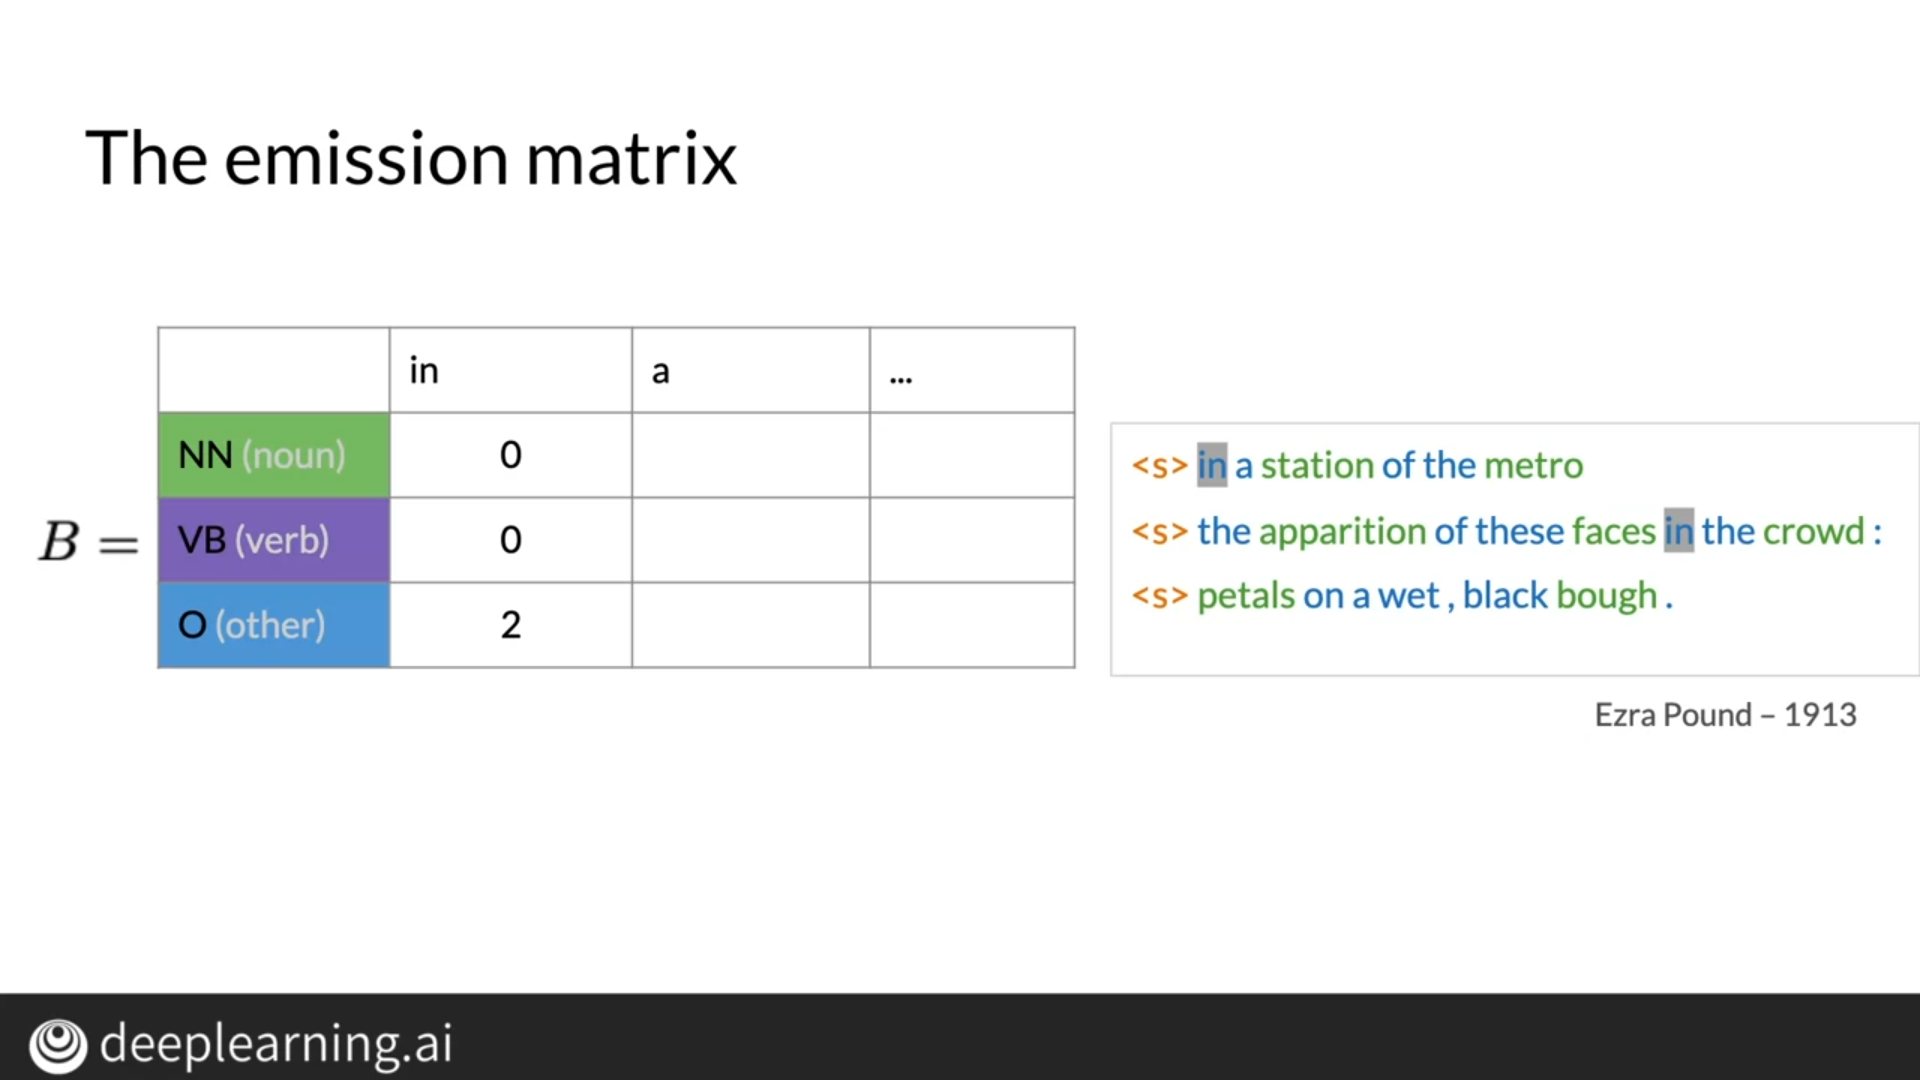 The emission matrix
in a ...
NN (noun) 0
VB (verb) 0
O (other) 2
B =
<s> in a station of the metro
<s> the apparition of these faces in the crowd :
<s> petals on a wet , black bough .
Ezra Pound – 1913
deeplearning.ai